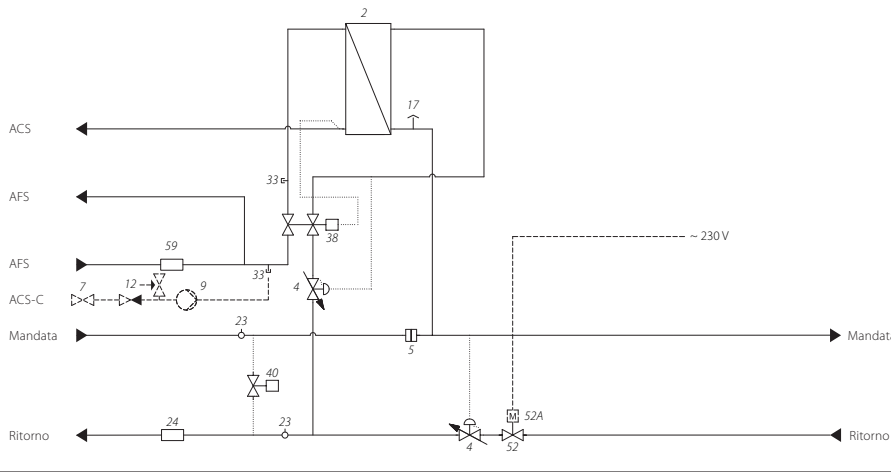 2
17
ACS
33
AFS
38
59
AFS
33
~ 230 V
7
12
9
4
ACS-C
23
Mandata
5
Mandata
40
24
23
M
52A
Ritorno
4
52
Ritorno